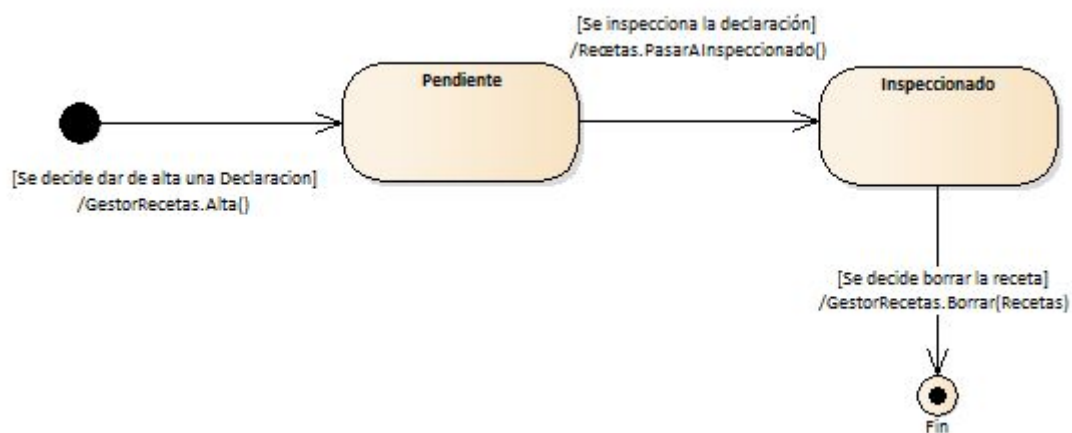 [Se inspecciona la declaración]
/Recetas.PasarAInspeccionado()
Pendiente
Inspeccionado
[Se decide dar de alta una Declaracion]
/GestorRecetas.Alta()
[Se decide borrar la receta]
/GestorRecetas.Borrar(Recetas)
Fin